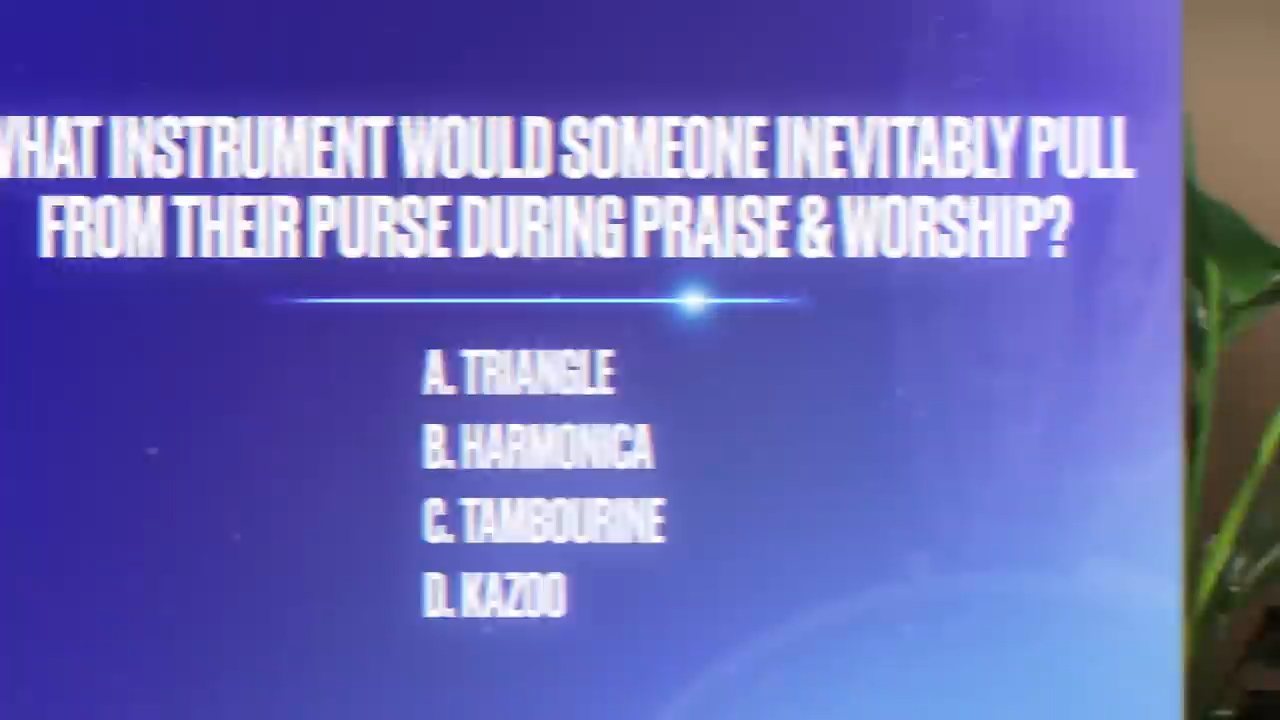 WHAT INSTRUMENT WOULD SOMEONE INEVITABLY PULL
FROM THEIR PURSE DURING PRAISE & WORSHIP?
A. TRIANGLE
B. HARMONICA
C. TAMBOURINE
D. KAZOO